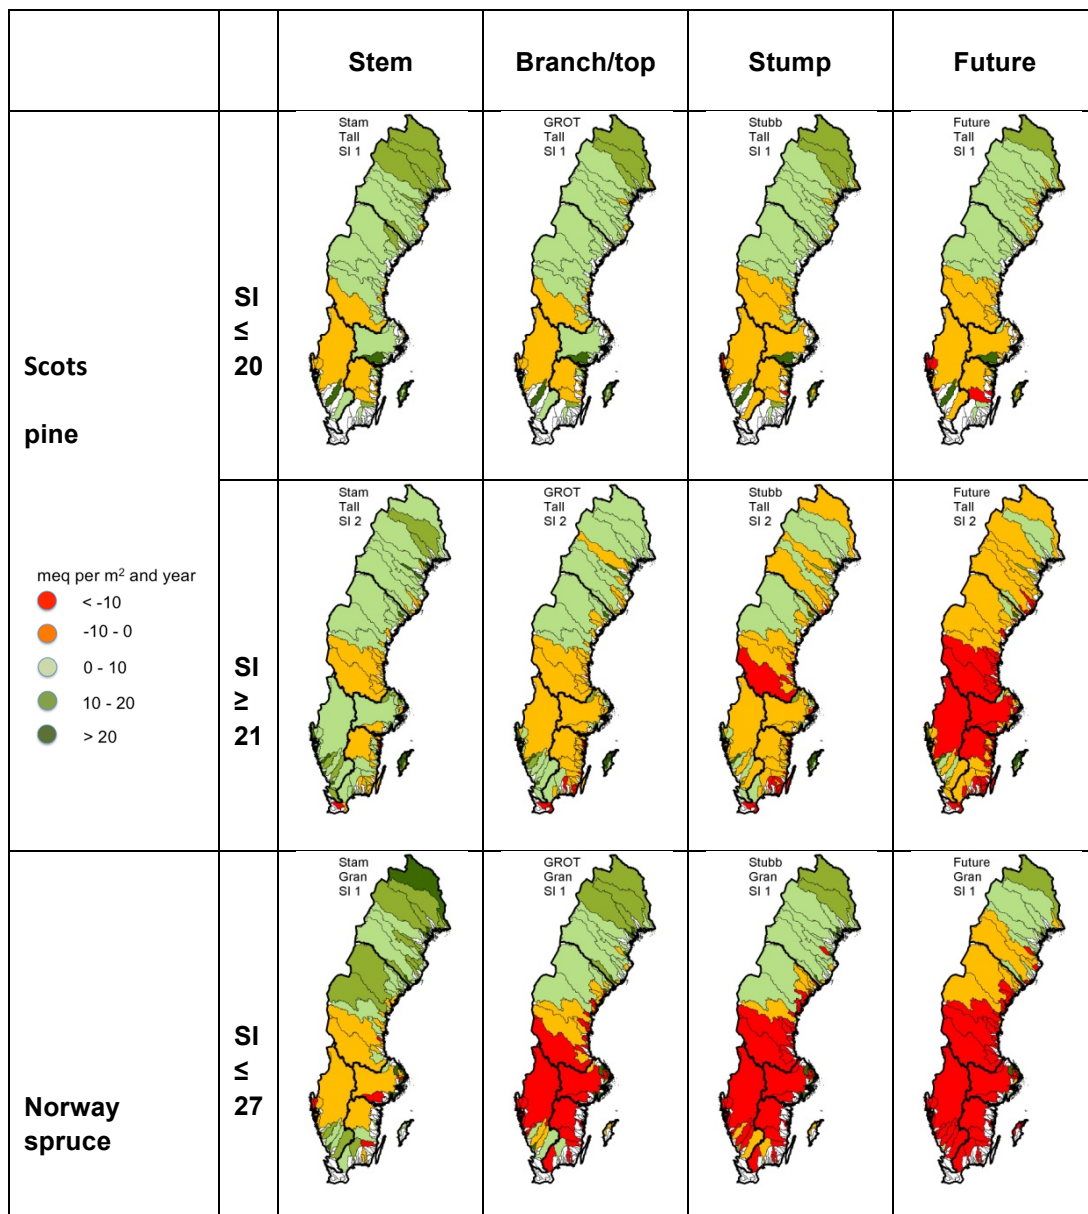 Stem Branch/top Stump Future
Scots
pine
SI
≤
20
Stam
Tall
SI 1
GROT
Tall
SI 1
Stubb
Tall
SI 1
Future
Tall
SI 1
meq per m² and year
< -10
-10 - 0
0 - 10
10 - 20
> 20
SI
≥
21
Stam
Tall
SI 2
GROT
Tall
SI 2
Stubb
Tall
SI 2
Future
Tall
SI 2
Norway
spruce
SI
≤
27
Stam
Gran
SI 1
GROT
Gran
SI 1
Stubb
Gran
SI 1
Future
Gran
SI 1